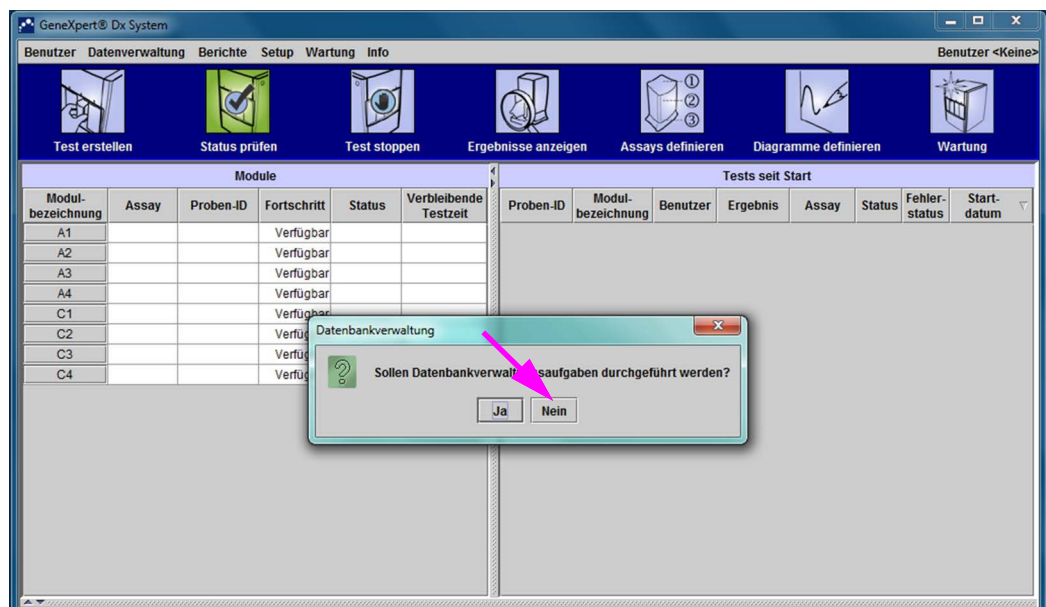 GeneXpert® Dx System
Benutzer Datenverwaltung Berichte Setup Wartung Info Benutzer <Keine>
Test erstellen Status prüfen Test stoppen Ergebnisse anzeigen Assays definieren Diagramme definieren Wartung
Module Tests seit Start
Modul-bezeichnung Assay Proben-ID Fortschritt Status Verbleibende Testzeit Proben-ID Modul-bezeichnung Benutzer Ergebnis Assay Status Fehler-status Start-datum
A1 Verfügbar
A2 Verfügbar
A3 Verfügbar
A4 Verfügbar
C1
C2
C3
C4
Datenbankverwaltung
Sollen durchgeführt werden?
Ja Nein